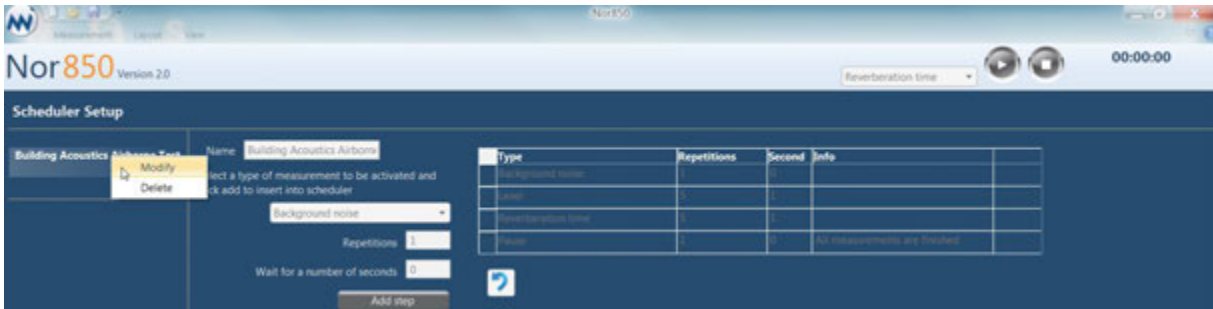 Nor850
Measurement Layout View
Nor850 Version 2.0
Reverberation time
00:00:00
Scheduler Setup
Building Acoustics Airborne Test
Modify
Delete
Name Building Acoustics Airborne
lect a type of measurement to be activated and
ck add to insert into scheduler
Background noise
Repetitions 1
Wait for a number of seconds 0
Add step
Type Repetitions Second Info
Background noise 1 0
Level 5 1
Reverberation time 5 1
Pause 1 0 All measurements are finished